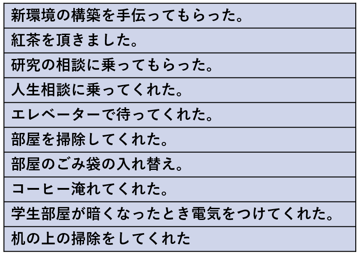 新環境の構築を手伝ってもらった。
紅茶を頂きました。
研究の相談に乗ってもらった。
人生相談に乗ってくれた。
エレベーターで待ってくれた。
部屋を掃除してくれた。
部屋のごみ袋の入れ替え。
コーヒー淹れてくれた。
学生部屋が暗くなったとき電気をつけてくれた。
机の上の掃除をしてくれた